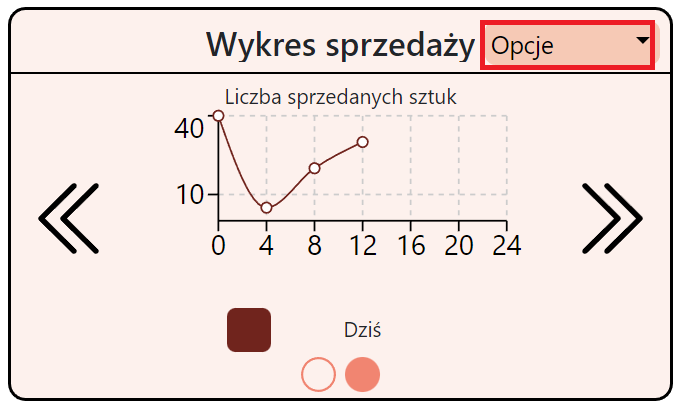 Wykres sprzedaży Opcje
Liczba sprzedanych sztuk
40
10
0 4 8 12 16 20 24
Dziś